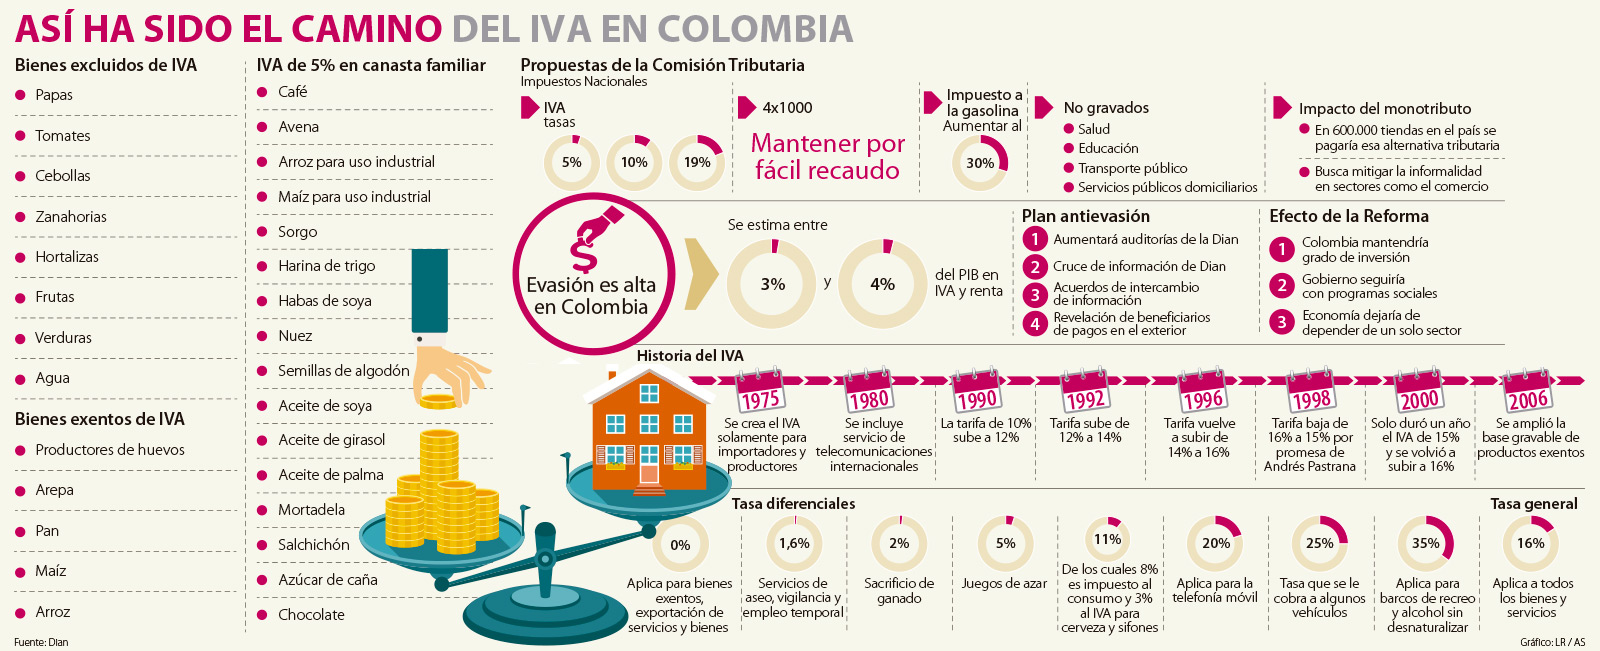 ASÍ HA SIDO EL CAMINO DEL IVA EN COLOMBIA
Bienes excluidos de IVA
Papas
Tomates
Cebollas
Zanahorias
Hortalizas
Frutas
Verduras
Agua
Bienes exentos de IVA
Productores de huevos
Arepa
Pan
Maíz
Arroz
IVA de 5% en canasta familiar
Café
Avena
Arroz para uso industrial
Maíz para uso industrial
Sorgo
Harina de trigo
Habas de soya
Nuez
Semillas de algodón
Aceite de soya
Aceite de girasol
Aceite de palma
Mortadela
Salchichón
Azúcar de caña
Chocolate
Propuestas de la Comisión Tributaria
Impuestos Nacionales
IVA
tasas
5%
10%
19%
4x1000
Mantener por
fácil recaudo
Impuesto a
la gasolina
Aumentar al
30%
No gravados
Salud
Educación
Transporte público
Servicios públicos domiciliarios
Impacto del monotributo
En 600.000 tiendas en el país se
pagaría esa alternativa tributaria
Busca mitigar la informalidad
en sectores como el comercio
$
Evasión es alta
en Colombia
Se estima entre
3%
y
4%
del PIB en
IVA y renta
Plan antievasión
1 Aumentará auditorías de la Dian
2 Cruce de información de Dian
3 Acuerdos de intercambio
de información
4 Revelación de beneficiarios
de pagos en el exterior
Efecto de la Reforma
1 Colombia mantendría
grado de inversión
2 Gobierno seguiría
con programas sociales
3 Economía dejaría de
depender de un solo sector
Historia del IVA
1975
Se crea el IVA
solamente para
importadores y
productores
1980
Se incluye
servicio de
telecomunicaciones
internacionales
1990
La tarifa de 10%
sube a 12%
1992
Tarifa sube de
12% a 14%
1996
Tarifa vuelve
a subir de
14% a 16%
1998
Tarifa baja de
16% a 15% por
promesa de
Andrés Pastrana
2000
Solo duró un año
el IVA de 15%
y se volvió a
subir a 16%
2006
Se amplió la
base gravable de
productos exentos
Tasa diferenciales
0%
Aplica para bienes
exentos,
exportación de
servicios y bienes
1,6%
Servicios de
aseo, vigilancia y
empleo temporal
2%
Sacrificio de
ganado
5%
Juegos de azar
11%
De los cuales 8%
es impuesto al
consumo y 3%
al IVA para
cerveza y sifones
20%
Aplica para la
telefonía móvil
25%
Tasa que se le
cobra a algunos
vehículos
35%
Aplica para
barcos de recreo
y alcohol sin
desnaturalizar
Tasa general
16%
Aplica a todos
los bienes y
servicios
Fuente: Dian
Gráfico: LR / AS